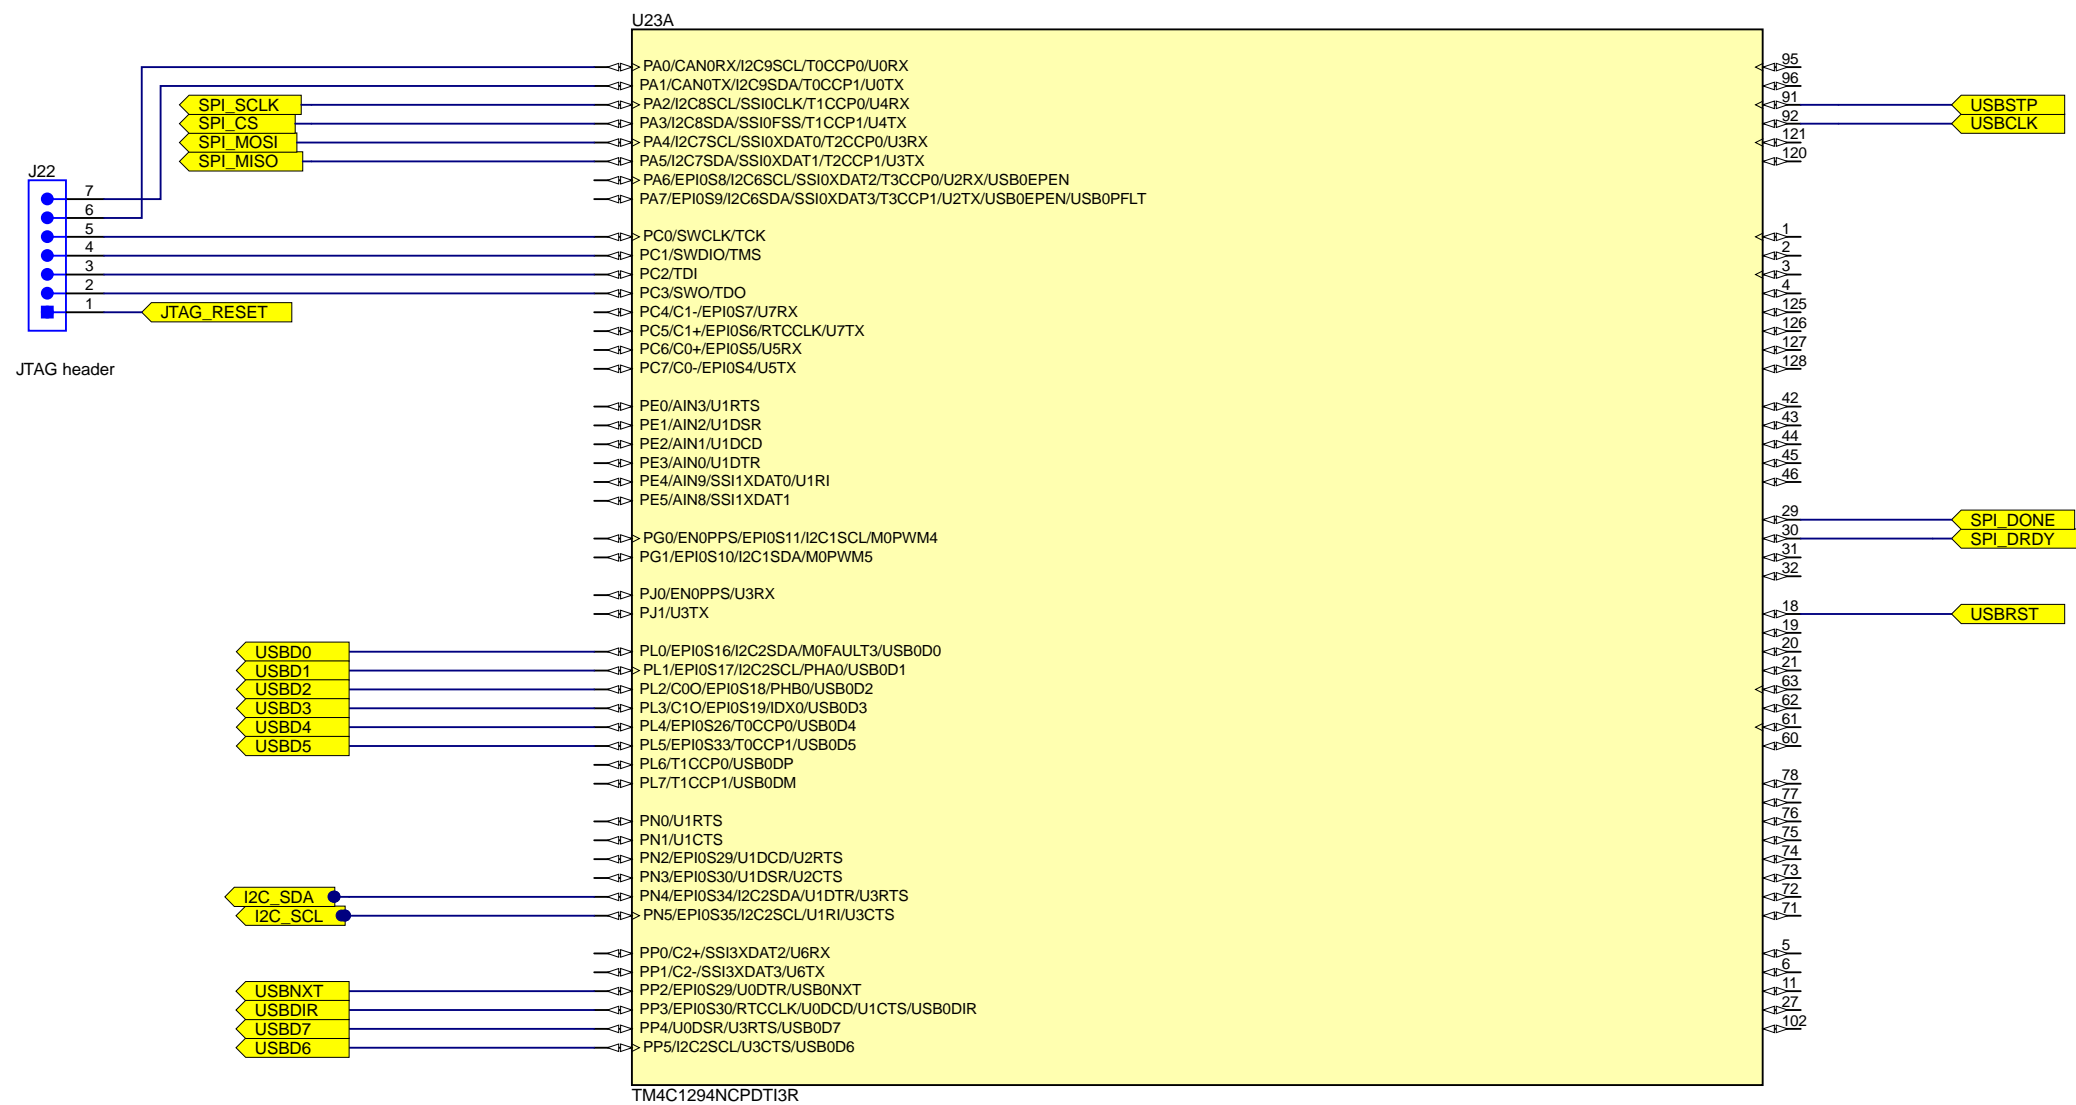 U23A
PA0/CAN0RX/I2C9SCL/T0CCP0/U0RX 95
PA1/CAN0TX/I2C9SDA/T0CCP1/U0TX 96
SPI_SCLK PA2/I2C8SCL/SSI0CLK/T1CCP0/U4RX 91 USBSTP
SPI_CS PA3/I2C8SDA/SSI0FSS/T1CCP1/U4TX 92 USBCLK
SPI_MOSI PA4/I2C7SCL/SSI0XDAT0/T2CCP0/U3RX 121
SPI_MISO PA5/I2C7SDA/SSI0XDAT1/T2CCP1/U3TX 120
J22
PA6/EPI0S8/I2C6SCL/SSI0XDAT2/T3CCP0/U2RX/USB0EPEN
7 PA7/EPI0S9/I2C6SDA/SSI0XDAT3/T3CCP1/U2TX/USB0EPEN/USB0PFLT
6
5 PC0/SWCLK/TCK 1
4 PC1/SWDIO/TMS 2
3 PC2/TDI 3
2 PC3/SWO/TDO 4
1 JTAG_RESET PC4/C1-/EPI0S7/U7RX 125
PC5/C1+/EPI0S6/RTCCLK/U7TX 126
PC6/C0+/EPI0S5/U5RX 127
JTAG header PC7/C0-/EPI0S4/U5TX 128
PE0/AIN3/U1RTS 42
PE1/AIN2/U1DSR 43
PE2/AIN1/U1DCD 44
PE3/AIN0/U1DTR 45
PE4/AIN9/SSI1XDAT0/U1RI 46
PE5/AIN8/SSI1XDAT1
29 SPI_DONE
PG0/EN0PPS/EPI0S11/I2C1SCL/M0PWM4 30 SPI_DRDY
PG1/EPI0S10/I2C1SDA/M0PWM5 31
32
PJ0/EN0PPS/U3RX
PJ1/U3TX 18 USBRST
19
USBD0 PL0/EPI0S16/I2C2SDA/M0FAULT3/USB0D0 20
USBD1 PL1/EPI0S17/I2C2SCL/PHA0/USB0D1 21
USBD2 PL2/C0O/EPI0S18/PHB0/USB0D2 63
USBD3 PL3/C1O/EPI0S19/IDX0/USB0D3 62
USBD4 PL4/EPI0S26/T0CCP0/USB0D4 61
USBD5 PL5/EPI0S33/T0CCP1/USB0D5 60
PL6/T1CCP0/USB0DP
PL7/T1CCP1/USB0DM 78
77
PN0/U1RTS 76
PN1/U1CTS 75
PN2/EPI0S29/U1DCD/U2RTS 74
PN3/EPI0S30/U1DSR/U2CTS 73
I2C_SDA PN4/EPI0S34/I2C2SDA/U1DTR/U3RTS 72
I2C_SCL PN5/EPI0S35/I2C2SCL/U1RI/U3CTS 71
PP0/C2+/SSI3XDAT2/U6RX 5
PP1/C2-/SSI3XDAT3/U6TX 6
USBNXT PP2/EPI0S29/U0DTR/USB0NXT 11
USBDIR PP3/EPI0S30/RTCCLK/U0DCD/U1CTS/USB0DIR 27
USBD7 PP4/U0DSR/U3RTS/USB0D7 102
USBD6 PP5/I2C2SCL/U3CTS/USB0D6
TM4C1294NCPDTI3R